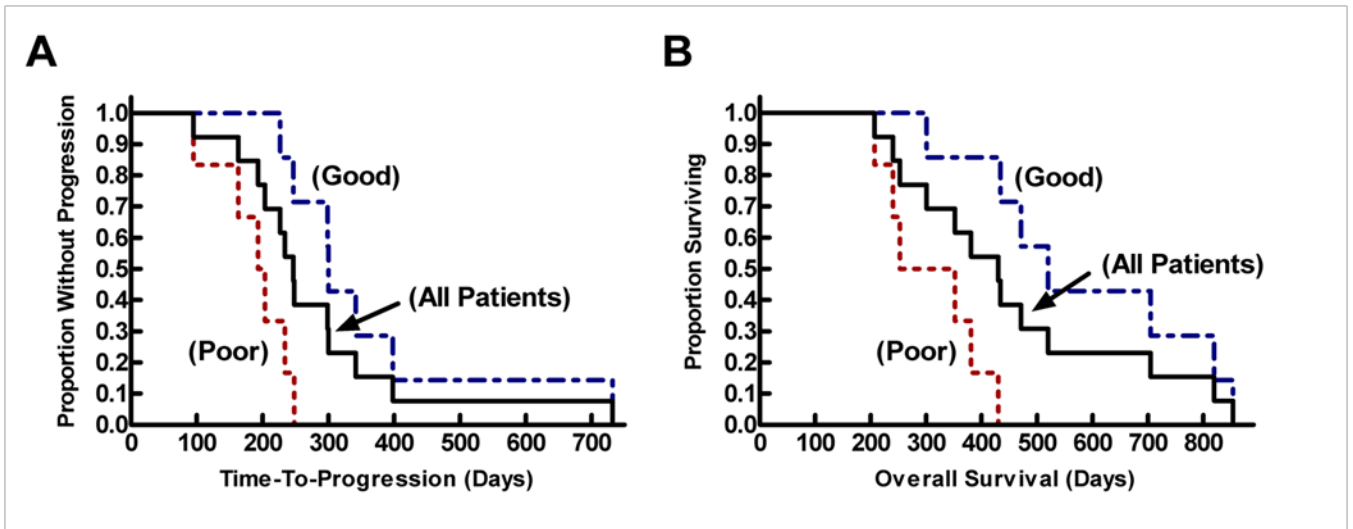 A
Proportion Without Progression
1.0
0.9
0.8
0.7
0.6
0.5
0.4
0.3
0.2
0.1
0.0
(Good)
(All Patients)
(Poor)
0 100 200 300 400 500 600 700
Time-To-Progression (Days)
B
Proportion Surviving
1.0
0.9
0.8
0.7
0.6
0.5
0.4
0.3
0.2
0.1
0.0
(Good)
(All Patients)
(Poor)
0 100 200 300 400 500 600 700 800
Overall Survival (Days)